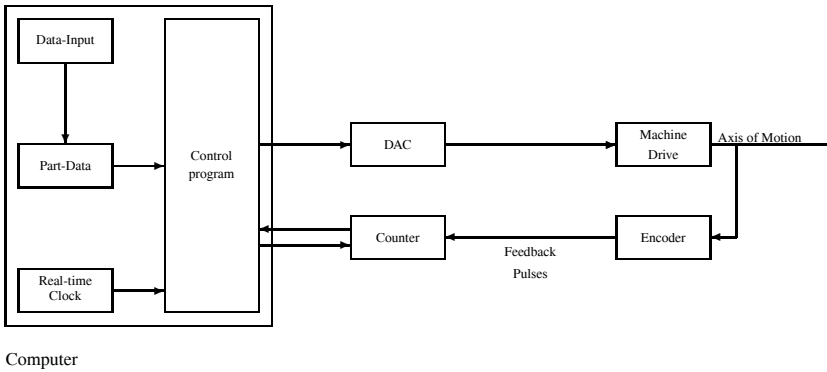 Data-Input
Part-Data
Real-time
Clock
Control
program
DAC
Machine
Drive
Axis of Motion
Counter
Feedback
Pulses
Encoder
Computer